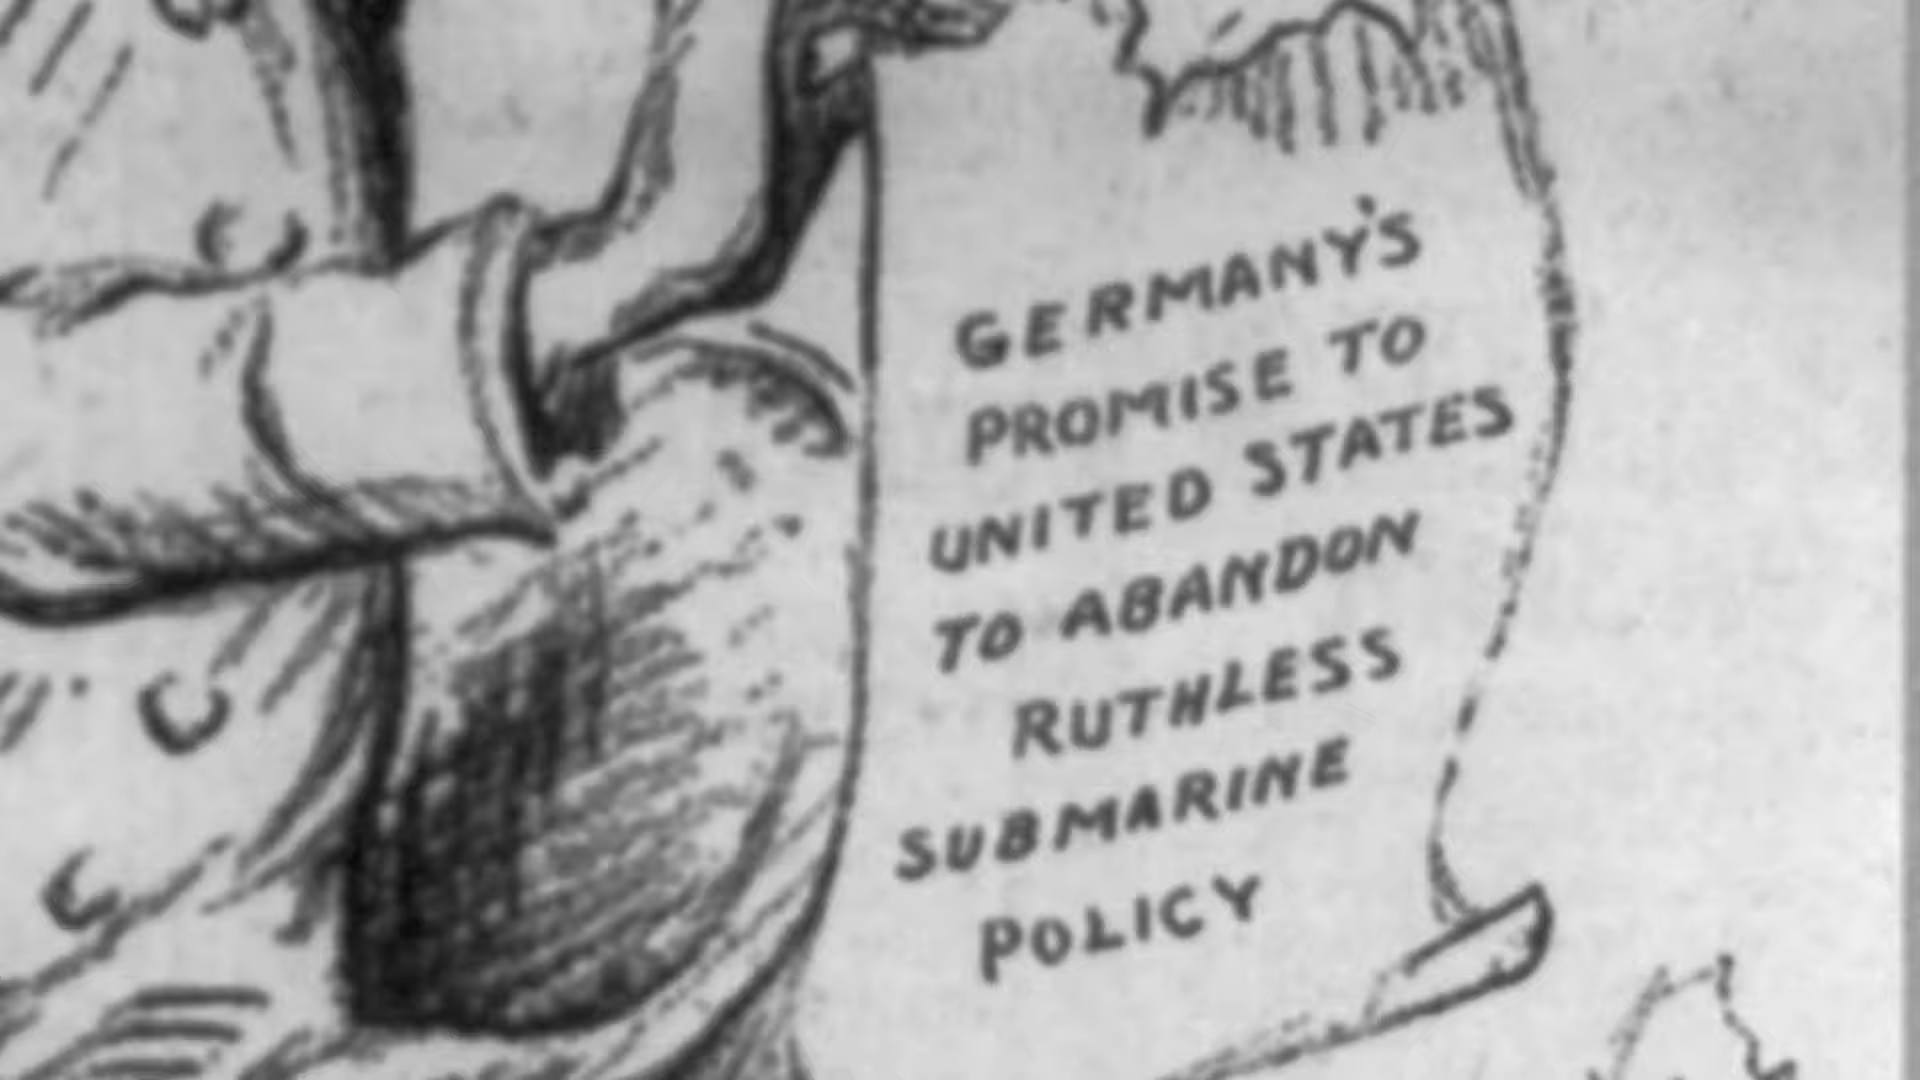 GERMANY'S
PROMISE TO
UNITED STATES
TO ABANDON
RUTHLESS
SUBMARINE
POLICY